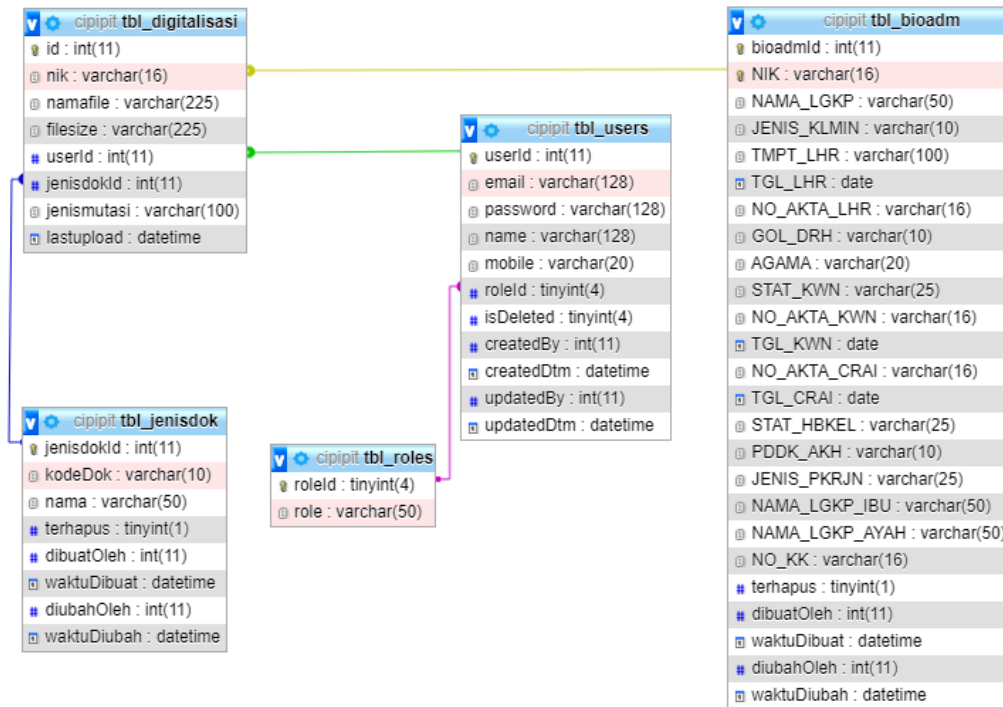 cipipit tbl_digitalisasi
id : int(11)
nik : varchar(16)
namafile : varchar(225)
filesize : varchar(225)
userId : int(11)
jenisdokId : int(11)
jenismutasi : varchar(100)
lastupload : datetime
cipipit tbl_users
userId : int(11)
email : varchar(128)
password : varchar(128)
name : varchar(128)
mobile : varchar(20)
roleId : tinyint(4)
isDeleted : tinyint(4)
createdBy : int(11)
createdDtm : datetime
updatedBy : int(11)
updatedDtm : datetime
cipipit tbl_bioadm
bioadmId : int(11)
NIK : varchar(16)
NAMA_LGKP : varchar(50)
JENIS_KLMIN : varchar(10)
TMPT_LHR : varchar(100)
TGL_LHR : date
NO_AKTA_LHR : varchar(16)
GOL_DRH : varchar(10)
AGAMA : varchar(20)
STAT_KWN : varchar(25)
NO_AKTA_KWN : varchar(16)
TGL_KWN : date
NO_AKTA_CRAI : varchar(16)
TGL_CRAI : date
STAT_HBKEL : varchar(25)
PDDK_AKH : varchar(10)
JENIS_PKRJN : varchar(25)
NAMA_LGKP_IBU : varchar(50)
NAMA_LGKP_AYAH : varchar(50)
NO_KK : varchar(16)
terhapus : tinyint(1)
dibuatOleh : int(11)
waktuDibuat : datetime
diubahOleh : int(11)
waktuDiubah : datetime
cipipit tbl_jenisdok
jenisdokId : int(11)
kodeDok : varchar(10)
nama : varchar(50)
terhapus : tinyint(1)
dibuatOleh : int(11)
waktuDibuat : datetime
diubahOleh : int(11)
waktuDiubah : datetime
cipipit tbl_roles
roleId : tinyint(4)
role : varchar(50)